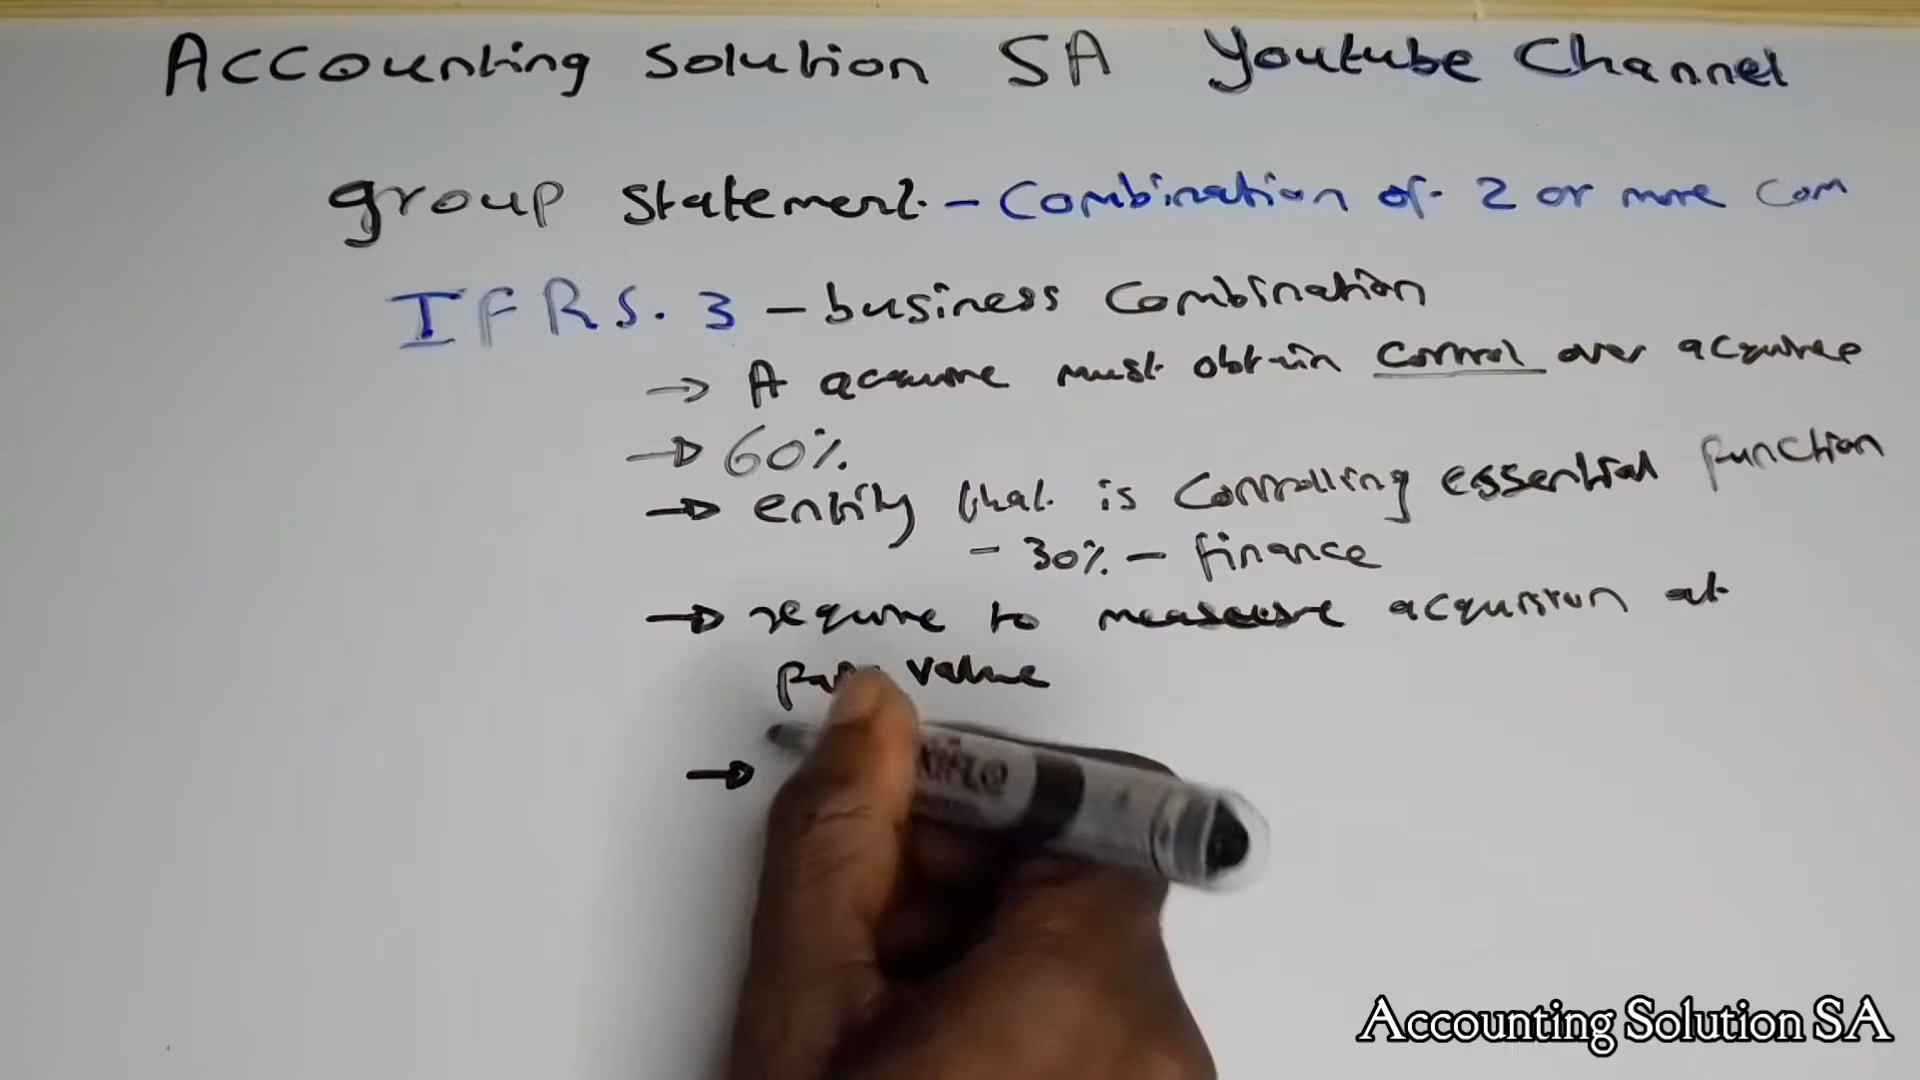 Accounting Solution SA Youtube Channel
group Statement - Combination of 2 or more com
IFRS. 3 - business Combination
→ A acquire must obtain control over acquiree
→ 60%
→ entity that is Controlling essential function
- 30% - finance
→ require to measure acquisition at
value
→
Accounting Solution SA